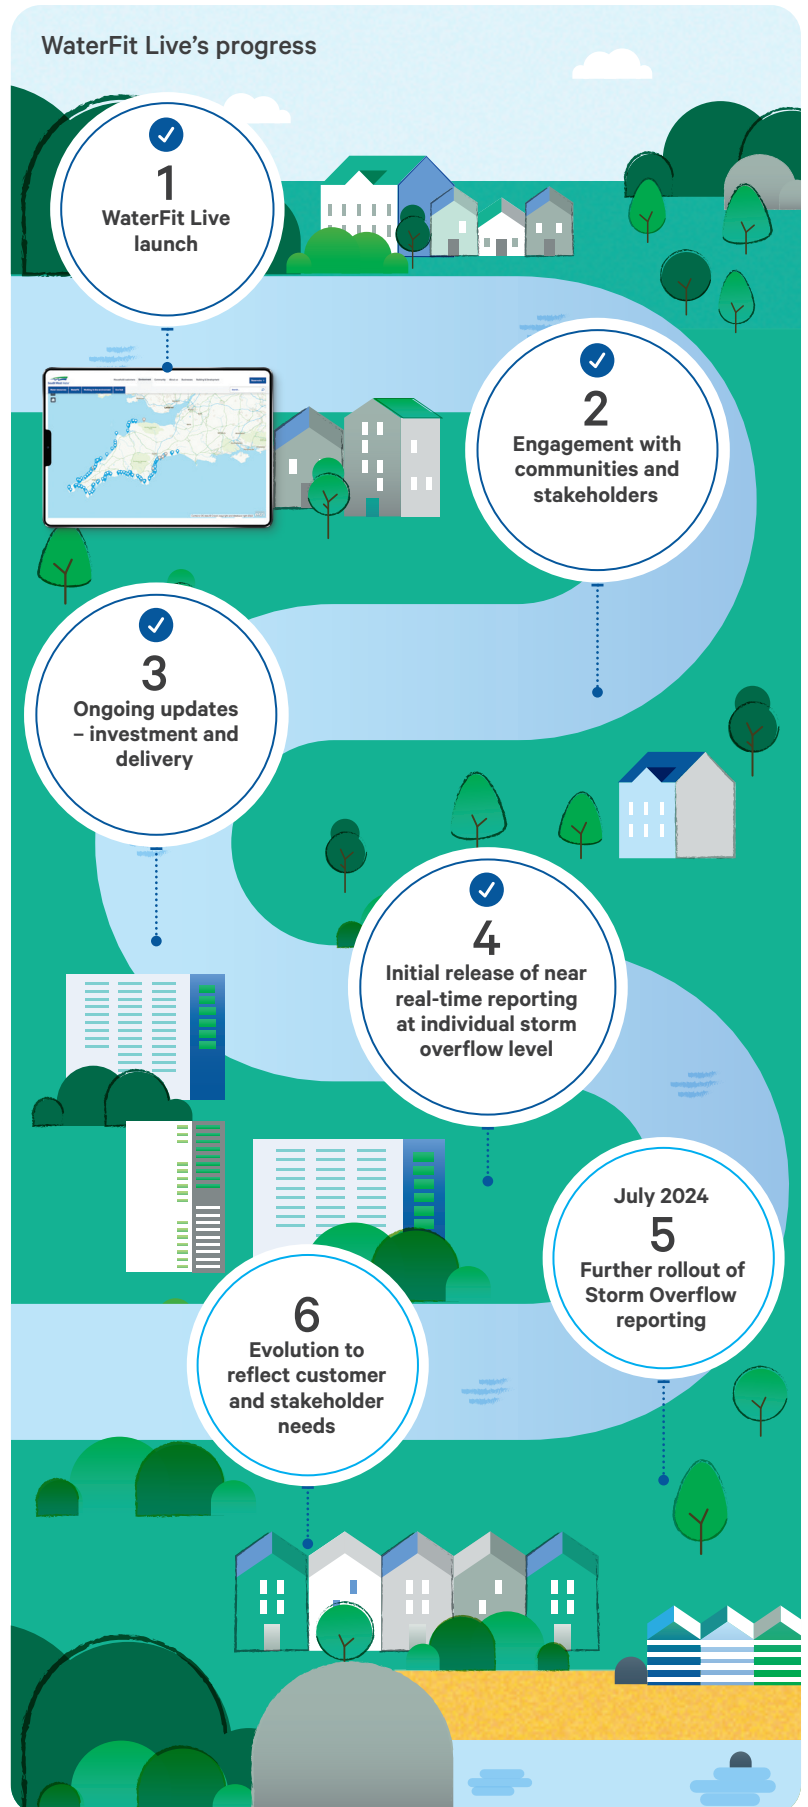 WaterFit Live’s progress
1
WaterFit Live
launch
2
Engagement with
communities and
stakeholders
3
Ongoing updates
– investment and
delivery
4
Initial release of near
real-time reporting
at individual storm
overflow level
July 2024
5
Further rollout of
Storm Overflow
reporting
6
Evolution to
reflect customer
and stakeholder
needs